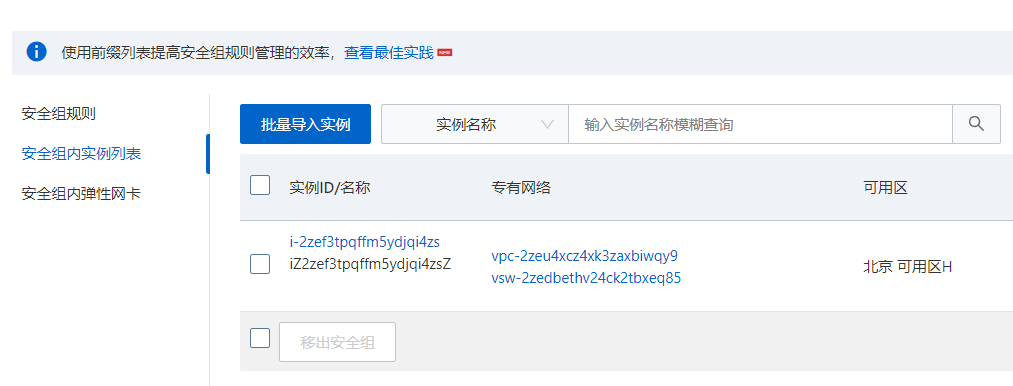 使用前缀列表提高安全组规则管理的效率，查看最佳实践 NEW
安全组规则
安全组内实例列表
安全组内弹性网卡
批量导入实例 实例名称 输入实例名称模糊查询
实例ID/名称 专有网络 可用区
i-2zef3tpqffm5ydjqi4zs
iZ2zef3tpqffm5ydjqi4zsZ
vpc-2zeu4xcz4xk3zaxbiwqy9
vsw-2zedbethv24ck2tbxeq85
北京 可用区H
移出安全组